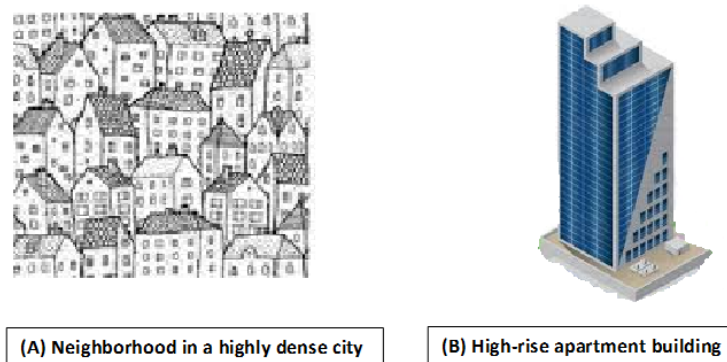 (A) Neighborhood in a highly dense city
(B) High-rise apartment building